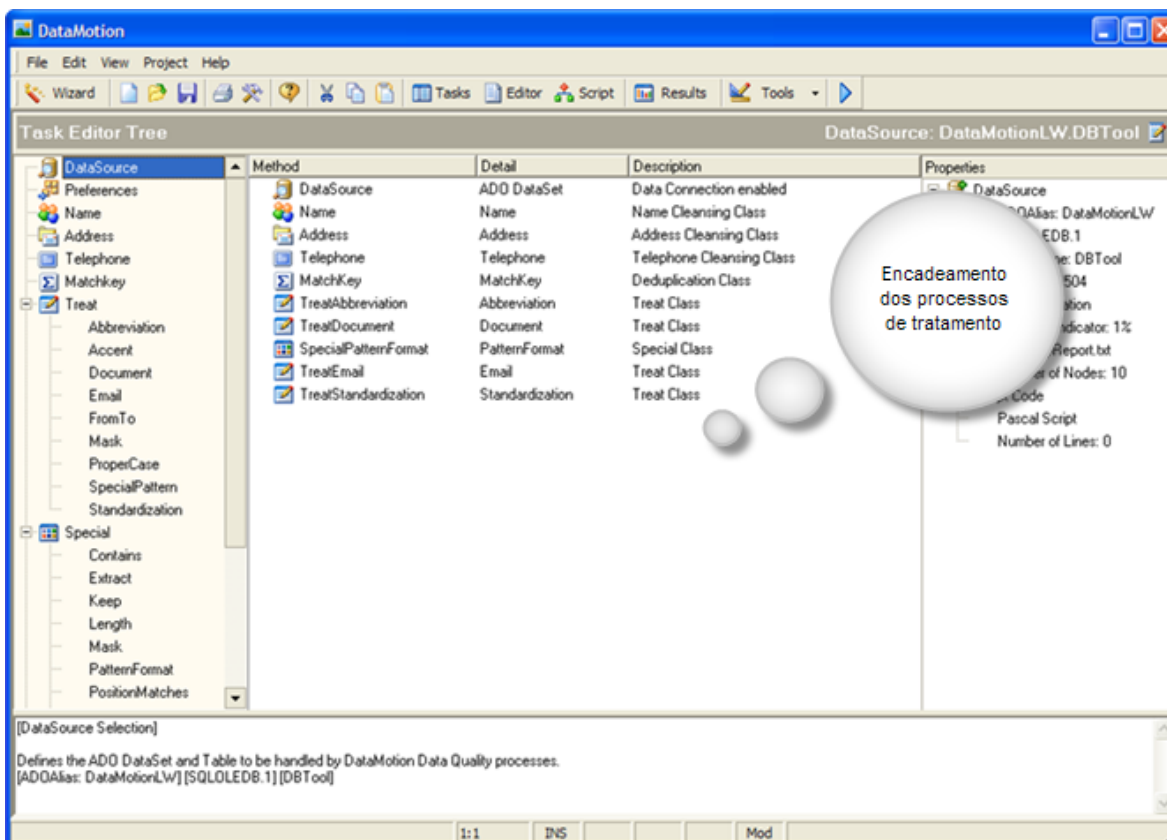 DataMotion
File Edit View Project Help
Wizard Tasks Editor Script Results Tools
Task Editor Tree DataSource: DataMotionLW.DBTool
DataSource
Preferences
Name
Address
Telephone
Matchkey
Treat
Abbreviation
Accent
Document
Email
FromTo
Mask
ProperCase
SpecialPattern
Standardization
Special
Contains
Extract
Keep
Length
Mask
PatternFormat
PositionMatches
Method Detail Description
DataSource ADO DataSet Data Connection enabled
Name Name Name Cleansing Class
Address Address Address Cleansing Class
Telephone Telephone Telephone Cleansing Class
MatchKey MatchKey Deduplication Class
TreatAbbreviation Abbreviation Treat Class
TreatDocument Document Treat Class
SpecialPatternFormat PatternFormat Special Class
TreatEmail Email Treat Class
TreatStandardization Standardization Treat Class
Encadeamento
dos processos
de tratamento
Properties
DataSource
DataMotionLW
EDB.1
DBTool
504
1%
Report.txt
of Nodes: 10
Code
Pascal Script
Number of Lines: 0
[DataSource Selection]
Defines the ADO DataSet and Table to be handled by DataMotion Data Quality processes.
[ADOAlias: DataMotionLW] [SQLOLEDB.1] [DBTool]
1:1 INS Mod